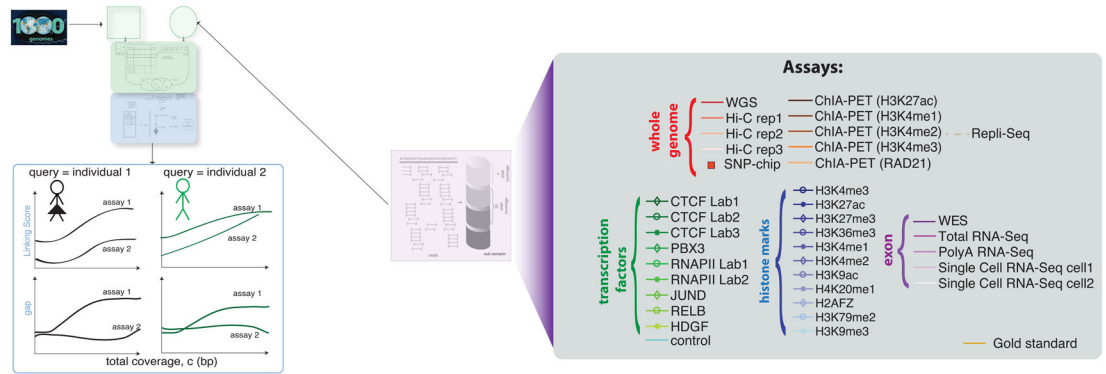 1000
genomes
query = individual 1
query = individual 2
Linking Score
assay 1
assay 2
assay 1
assay 2
gap
assay 1
assay 2
assay 1
assay 2
total coverage, c (bp)
reads
sub-samples
Assays:
whole
genome
WGS
Hi-C rep1
Hi-C rep2
Hi-C rep3
SNP-chip
ChIA-PET (H3K27ac)
ChIA-PET (H3K4me1)
ChIA-PET (H3K4me2)
ChIA-PET (H3K4me3)
ChIA-PET (RAD21)
Repli-Seq
transcription
factors
CTCF Lab1
CTCF Lab2
CTCF Lab3
PBX3
RNAPII Lab1
RNAPII Lab2
JUND
RELB
HDGF
control
histone marks
H3K4me3
H3K27ac
H3K27me3
H3K36me3
H3K4me1
H3K4me2
H3K9ac
H4K20me1
H2AFZ
H3K79me2
H3K9me3
exon
WES
Total RNA-Seq
PolyA RNA-Seq
Single Cell RNA-Seq cell1
Single Cell RNA-Seq cell2
Gold standard